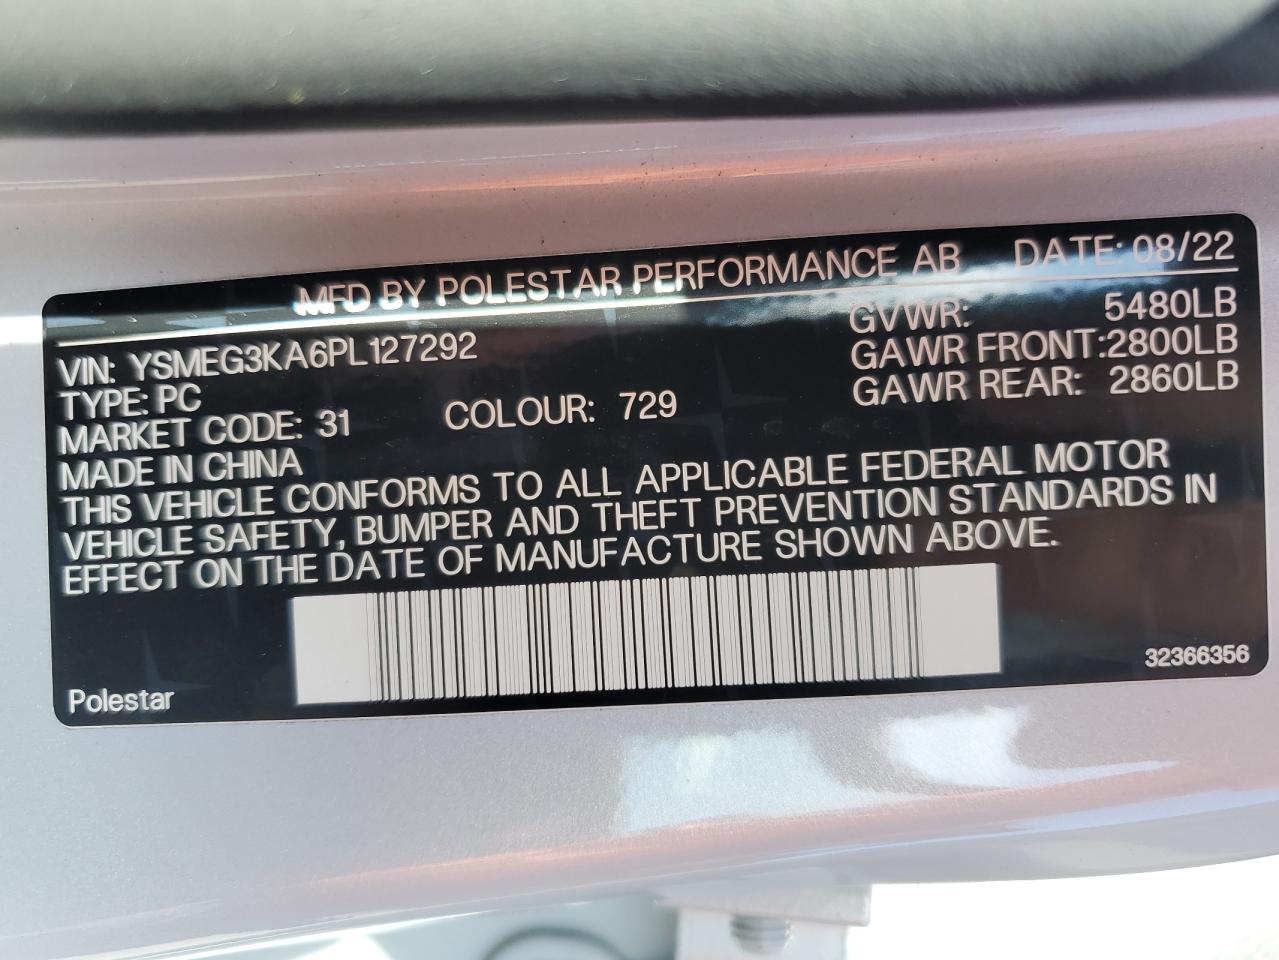 MFD BY POLESTAR PERFORMANCE AB DATE: 08/22
VIN: YSMEG3KA6PL127292 GVWR: 5480LB
TYPE: PC GAWR FRONT:2800LB
MARKET CODE: 31 COLOUR: 729 GAWR REAR: 2860LB
MADE IN CHINA
THIS VEHICLE CONFORMS TO ALL APPLICABLE FEDERAL MOTOR
VEHICLE SAFETY, BUMPER AND THEFT PREVENTION STANDARDS IN
EFFECT ON THE DATE OF MANUFACTURE SHOWN ABOVE.
Polestar 32366356